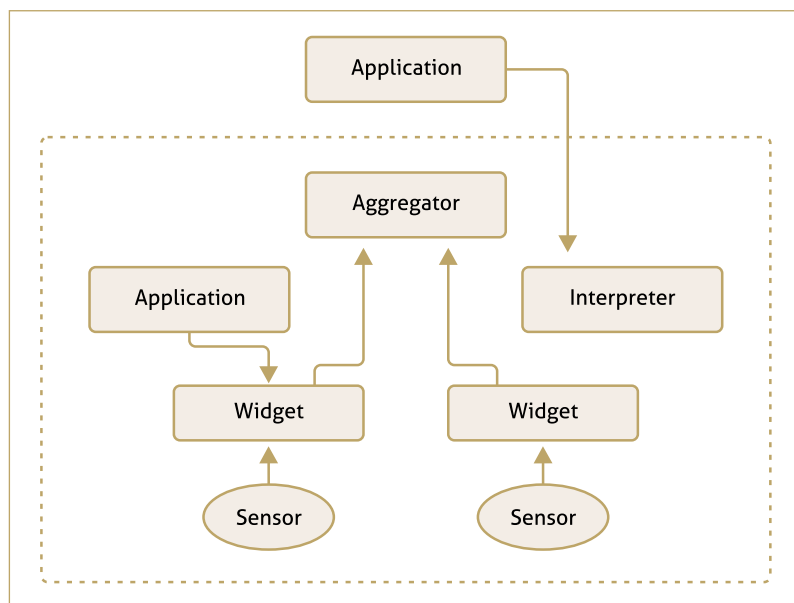 Application
Aggregator
Application
Interpreter
Widget
Widget
Sensor
Sensor